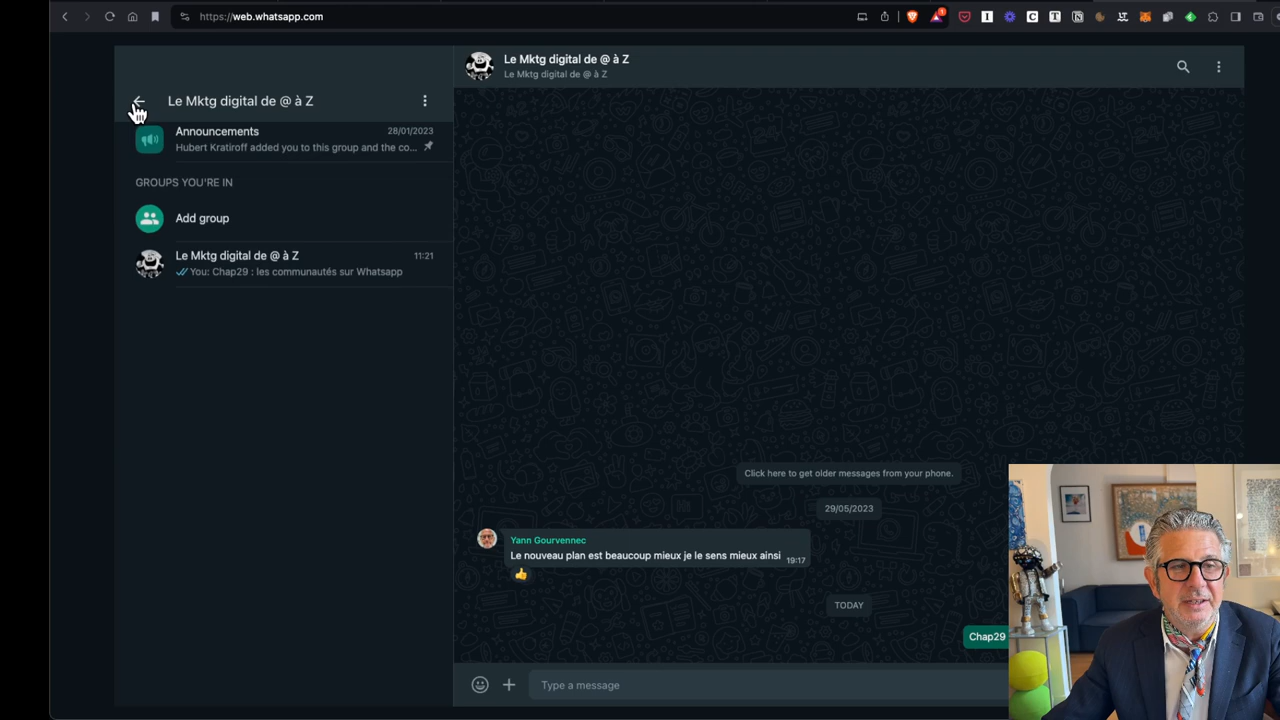 https://web.whatsapp.com
Le Mktg digital de @ à Z
Announcements
28/01/2023
Hubert Kratiroff added you to this group and the co...
GROUPS YOU'RE IN
Add group
Le Mktg digital de @ à Z
11:21
You: Chap29 : les communautés sur Whatsapp
Le Mktg digital de @ à Z
Le Mktg digital de @ à Z
Click here to get older messages from your phone.
29/05/2023
Yann Gourvennec
Le nouveau plan est beaucoup mieux je le sens mieux ainsi
19:17
TODAY
Chap29
Type a message